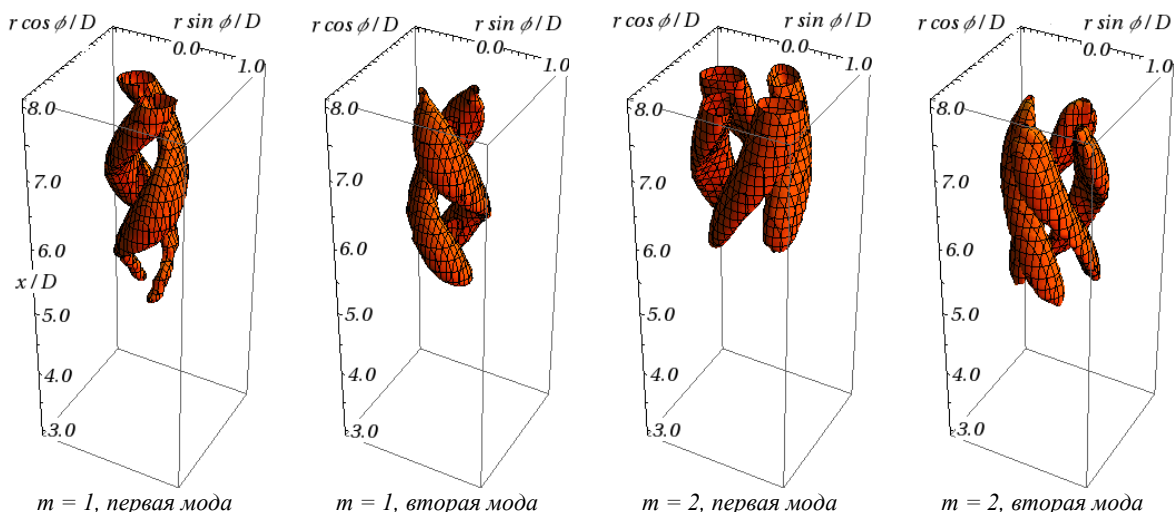 r cos ϕ / D r sin ϕ / D r cos ϕ / D r sin ϕ / D r cos ϕ / D r sin ϕ / D r cos ϕ / D r sin ϕ / D
0.0 0.0 0.0 0.0
1.0 1.0 1.0 1.0
8.0 8.0 8.0 8.0
7.0 7.0 7.0 7.0
6.0 6.0 6.0 6.0
x / D
5.0 5.0 5.0 5.0
4.0 4.0 4.0 4.0
3.0 3.0 3.0 3.0
m = 1, первая мода m = 1, вторая мода m = 2, первая мода m = 2, вторая мода